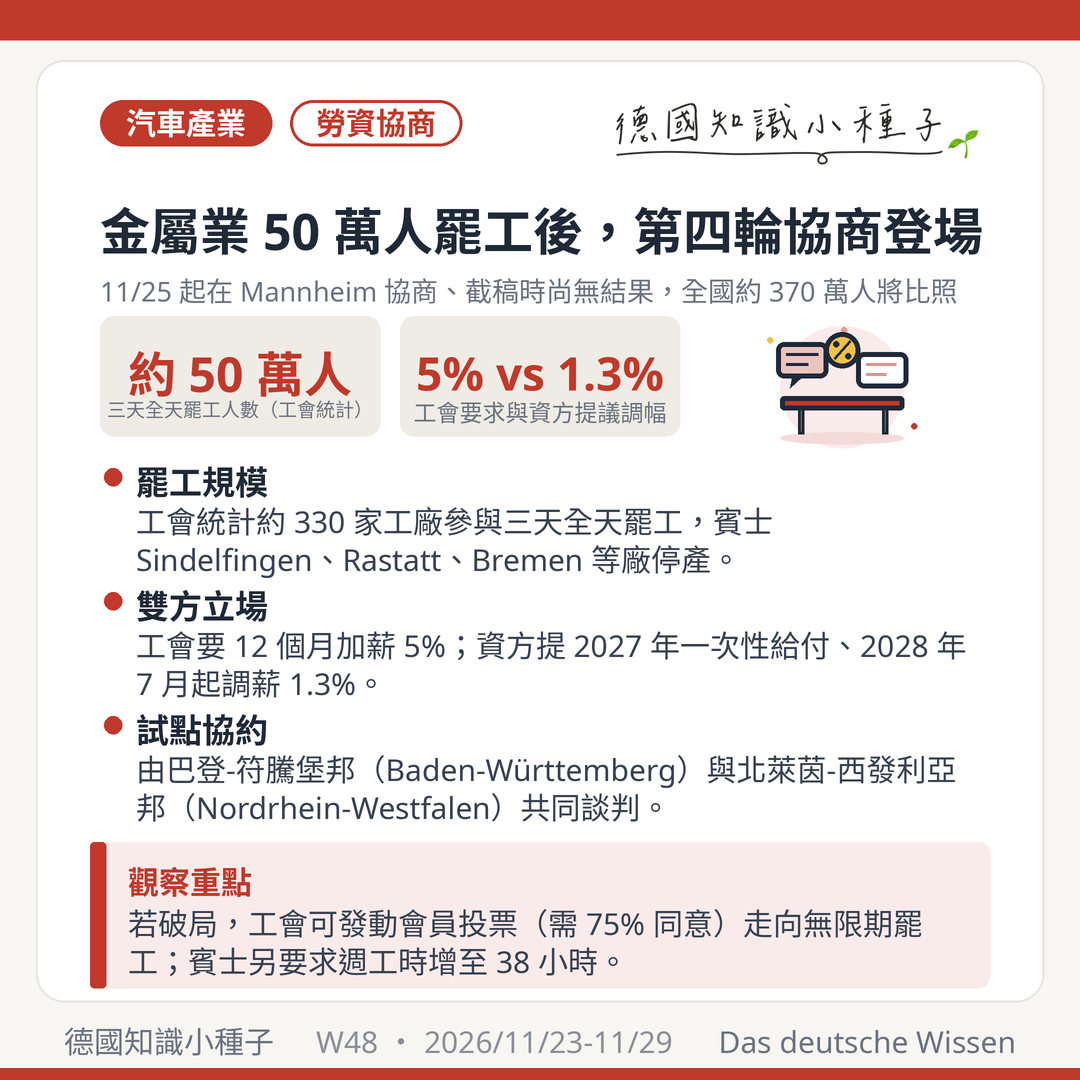 汽車產業
勞資協商
德國知識小種子
金屬業 50 萬人罷工後，第四輪協商登場
11/25 起在 Mannheim 協商、截稿時尚無結果，全國約 370 萬人將比照
約 50 萬人
三天全天罷工人數（工會統計）
5% vs 1.3%
工會要求與資方提議調幅
罷工規模
工會統計約 330 家工廠參與三天全天罷工，賓士
Sindelfingen、Rastatt、Bremen 等廠停產。
雙方立場
工會要 12 個月加薪 5%；資方提 2027 年一次性給付、2028 年
7 月起調薪 1.3%。
試點協約
由巴登-符騰堡邦（Baden-Württemberg）與北萊茵-西發利亞
邦（Nordrhein-Westfalen）共同談判。
觀察重點
若破局，工會可發動會員投票（需 75% 同意）走向無限期罷
工；賓士另要求週工時增至 38 小時。
德國知識小種子
W48 • 2026/11/23-11/29
Das deutsche Wissen